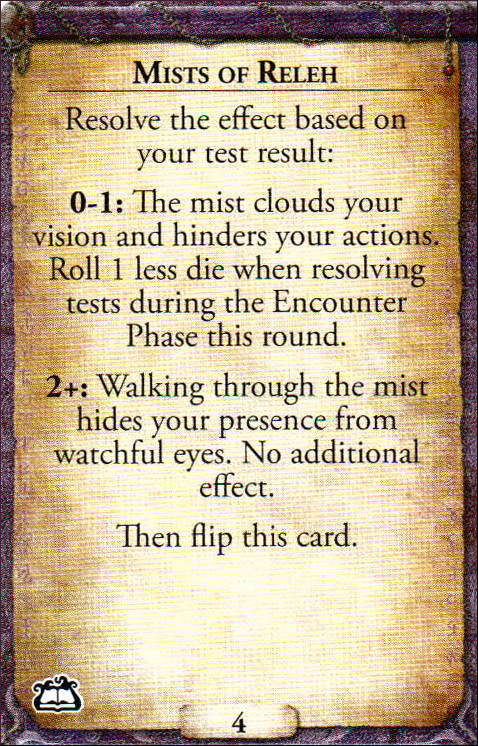 MISTS OF RELEH
Resolve the effect based on
your test result:
0-1: The mist clouds your
vision and hinders your actions.
Roll 1 less die when resolving
tests during the Encounter
Phase this round.
2+: Walking through the mist
hides your presence from
watchful eyes. No additional
effect.
Then flip this card.
4